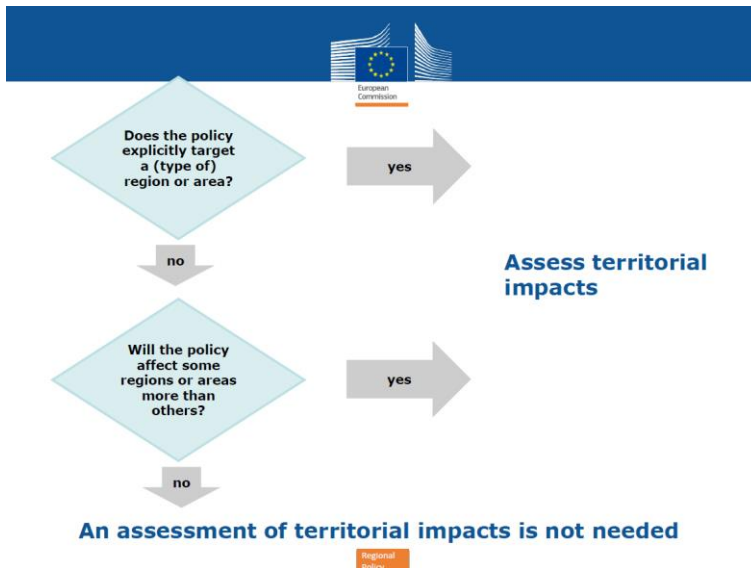 European
Commission
Does the policy
explicitly target
a (type of)
region or area?
yes
no
Assess territorial
impacts
Will the policy
affect some
regions or areas
more than
others?
yes
no
An assessment of territorial impacts is not needed
Regional
Policy